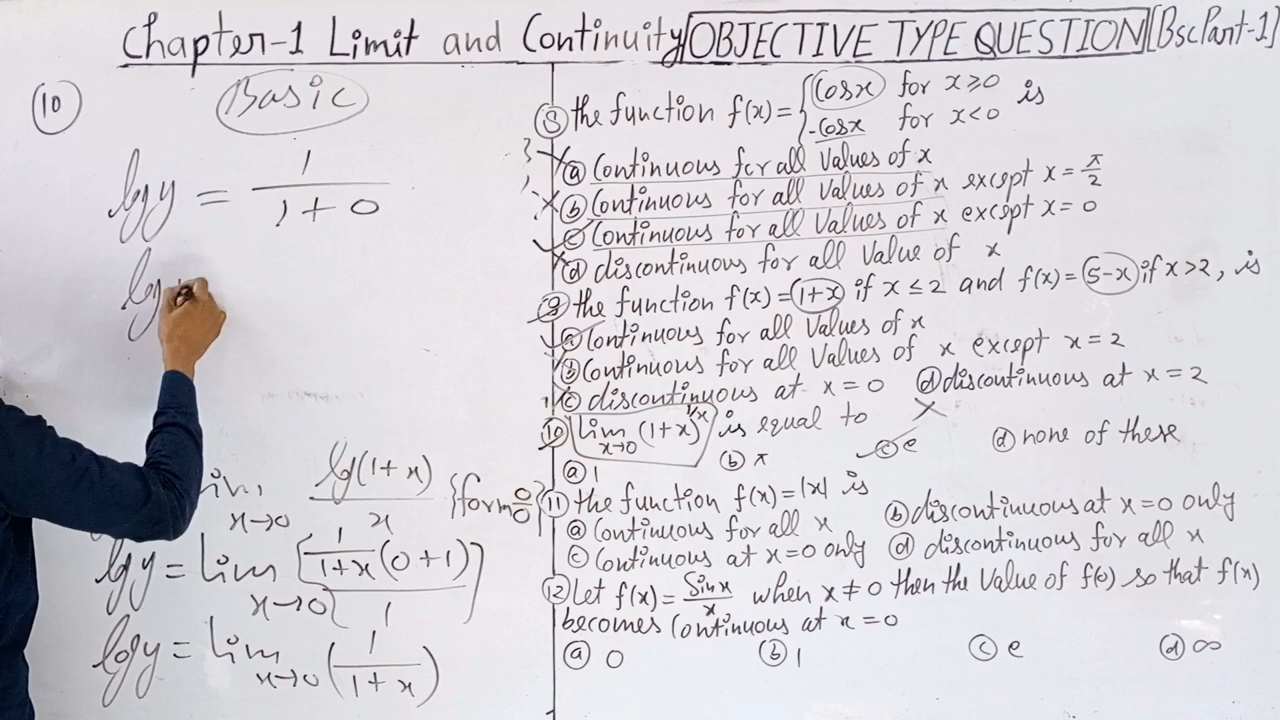 Chapter-1 Limit and Continuity OBJECTIVE TYPE QUESTION [Bsc Part-1]
(10) Basic
log y = 1/(1+0)
log
lim x→0 log(1+x)/x {form 0/0}
log y = lim x→0 [1/(1+x) (0+1)]/1
log y = lim x→0 (1/(1+x))
(8) the function f(x) = { cosx for x ≥ 0
-cosx for x < 0 is
(a) Continuous for all Values of x
(b) Continuous for all Values of x except x = π/2
(c) Continuous for all Values of x except x = 0
(d) discontinuous for all Value of x
(9) the function f(x) = (1+x) if x ≤ 2 and f(x) = (5-x) if x > 2, is
(a) Continuous for all Values of x
(b) Continuous for all Values of x except x = 2
(c) discontinuous at x = 0 (d) discontinuous at x = 2
(10) lim x→0 (1+x)^1/x is equal to
(a) 1 (b) π (c) e (d) none of these
(11) the function f(x) = |x| is
(a) Continuous for all x (b) discontinuous at x = 0 only
(c) Continuous at x = 0 only (d) discontinuous for all x
(12) Let f(x) = Sinx/x when x ≠ 0 then the Value of f(0) so that f(x)
becomes Continuous at x = 0
(a) 0 (b) 1 (c) e (d) ∞